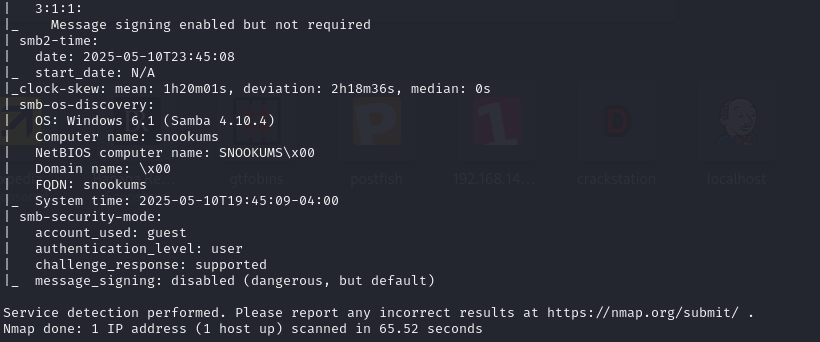 |   3:1:1:
|_    Message signing enabled but not required
| smb2-time:
|   date: 2025-05-10T23:45:08
|_  start_date: N/A
|_clock-skew: mean: 1h20m01s, deviation: 2h18m36s, median: 0s
| smb-os-discovery:
|   OS: Windows 6.1 (Samba 4.10.4)
|   Computer name: snookums
|   NetBIOS computer name: SNOOKUMS\x00
|   Domain name: \x00
|   FQDN: snookums
|_  System time: 2025-05-10T19:45:09-04:00
| smb-security-mode:
|   account_used: guest
|   authentication_level: user
|   challenge_response: supported
|_  message_signing: disabled (dangerous, but default)
Service detection performed. Please report any incorrect results at https://nmap.org/submit/ .
Nmap done: 1 IP address (1 host up) scanned in 65.52 seconds
P
1
D
gtfobins
postfish
192.168.14...
crackstation
localhost